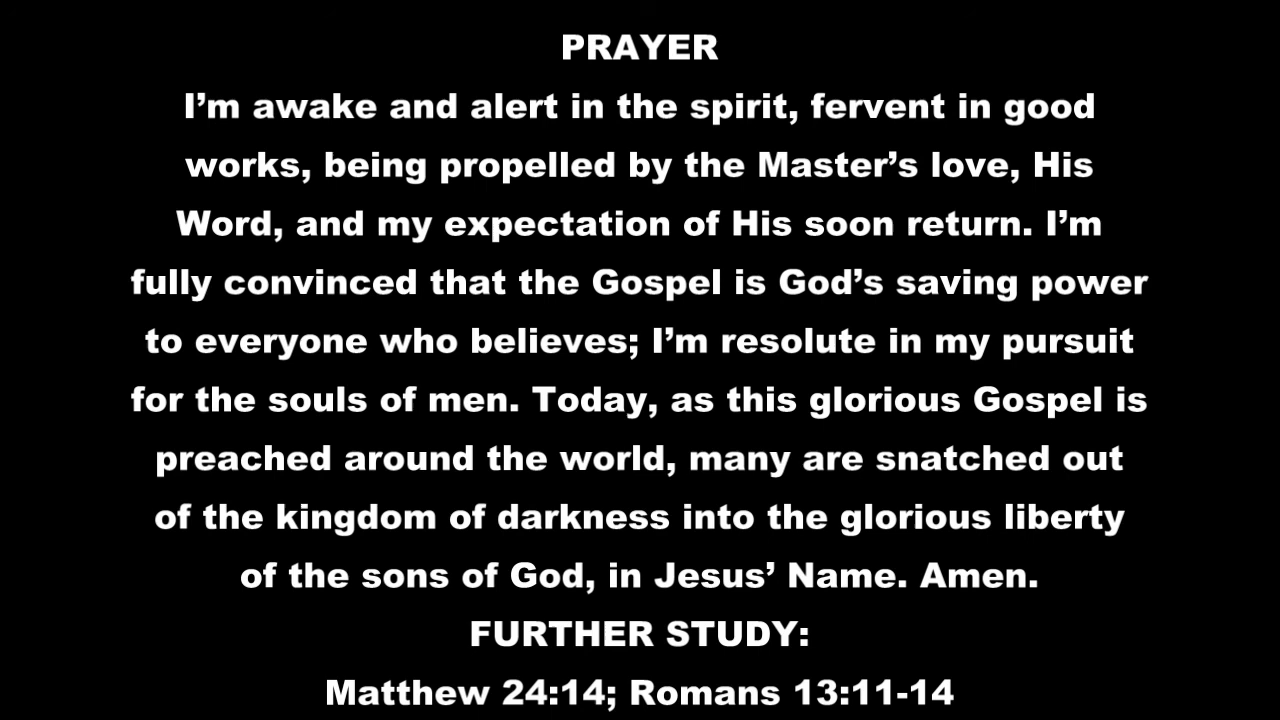 PRAYER
I’m awake and alert in the spirit, fervent in good
works, being propelled by the Master’s love, His
Word, and my expectation of His soon return. I’m
fully convinced that the Gospel is God’s saving power
to everyone who believes; I’m resolute in my pursuit
for the souls of men. Today, as this glorious Gospel is
preached around the world, many are snatched out
of the kingdom of darkness into the glorious liberty
of the sons of God, in Jesus’ Name. Amen.
FURTHER STUDY:
Matthew 24:14; Romans 13:11-14